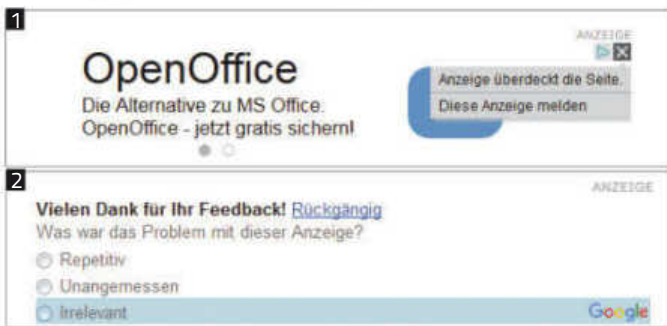 1
ANZEIGE
OpenOffice
Die Alternative zu MS Office.
OpenOffice - jetzt gratis sichern!
Anzeige überdeckt die Seite.
Diese Anzeige melden
2
ANZEIGE
Vielen Dank für Ihr Feedback! Rückgängig
Was war das Problem mit dieser Anzeige?
Repetitiv
Unangemessen
Irrelevant
Google